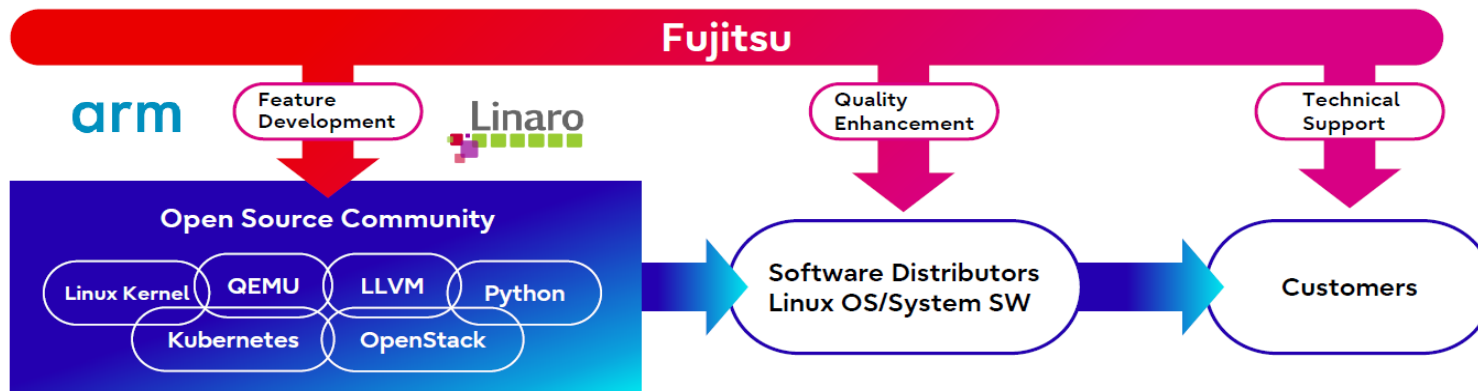 Fujitsu
arm
Feature
Development
Linaro
Quality
Enhancement
Technical
Support
Open Source Community
Linux Kernel
QEMU
LLVM
Python
Kubernetes
OpenStack
Software Distributors
Linux OS/System SW
Customers